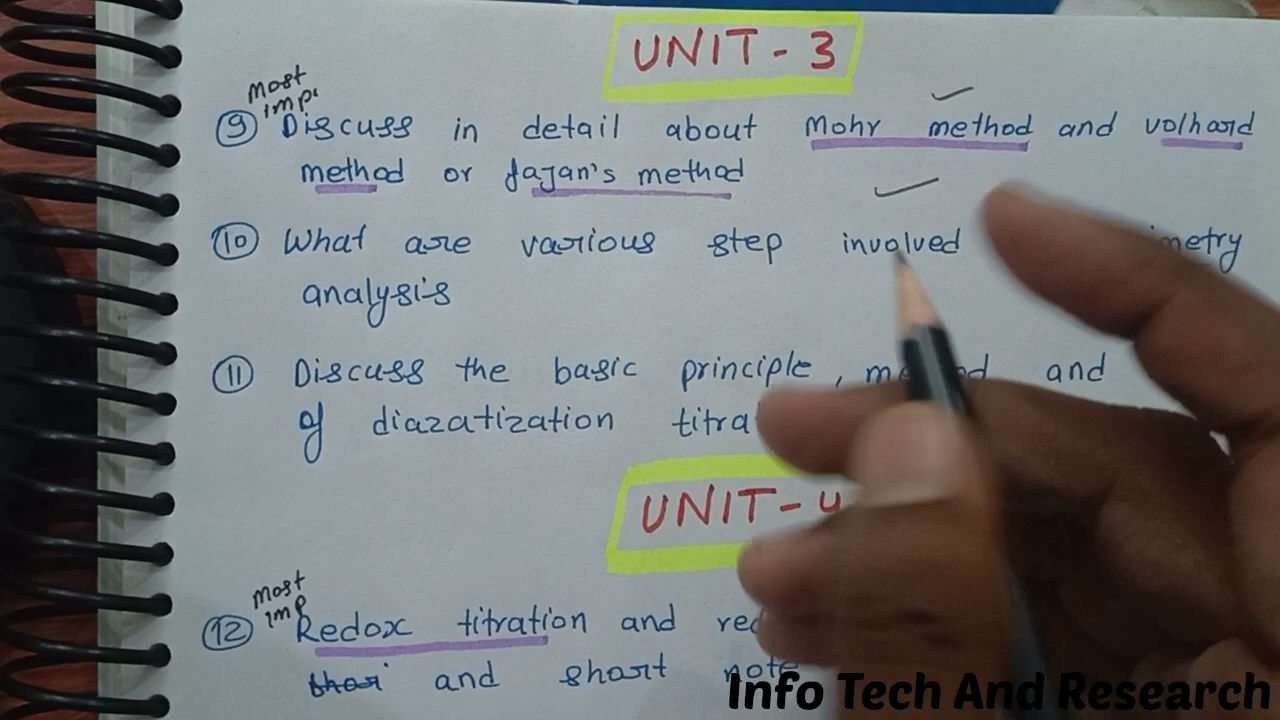 UNIT - 3
most
imp.
9 Discuss in detail about Mohr method and volhard
method or fajan's method
10 What are various step involved
analysis
11 Discuss the basic principle, and
of diazatization
UNIT - 4
most
imp
12 Redox titration and
and short note
Info Tech And Research